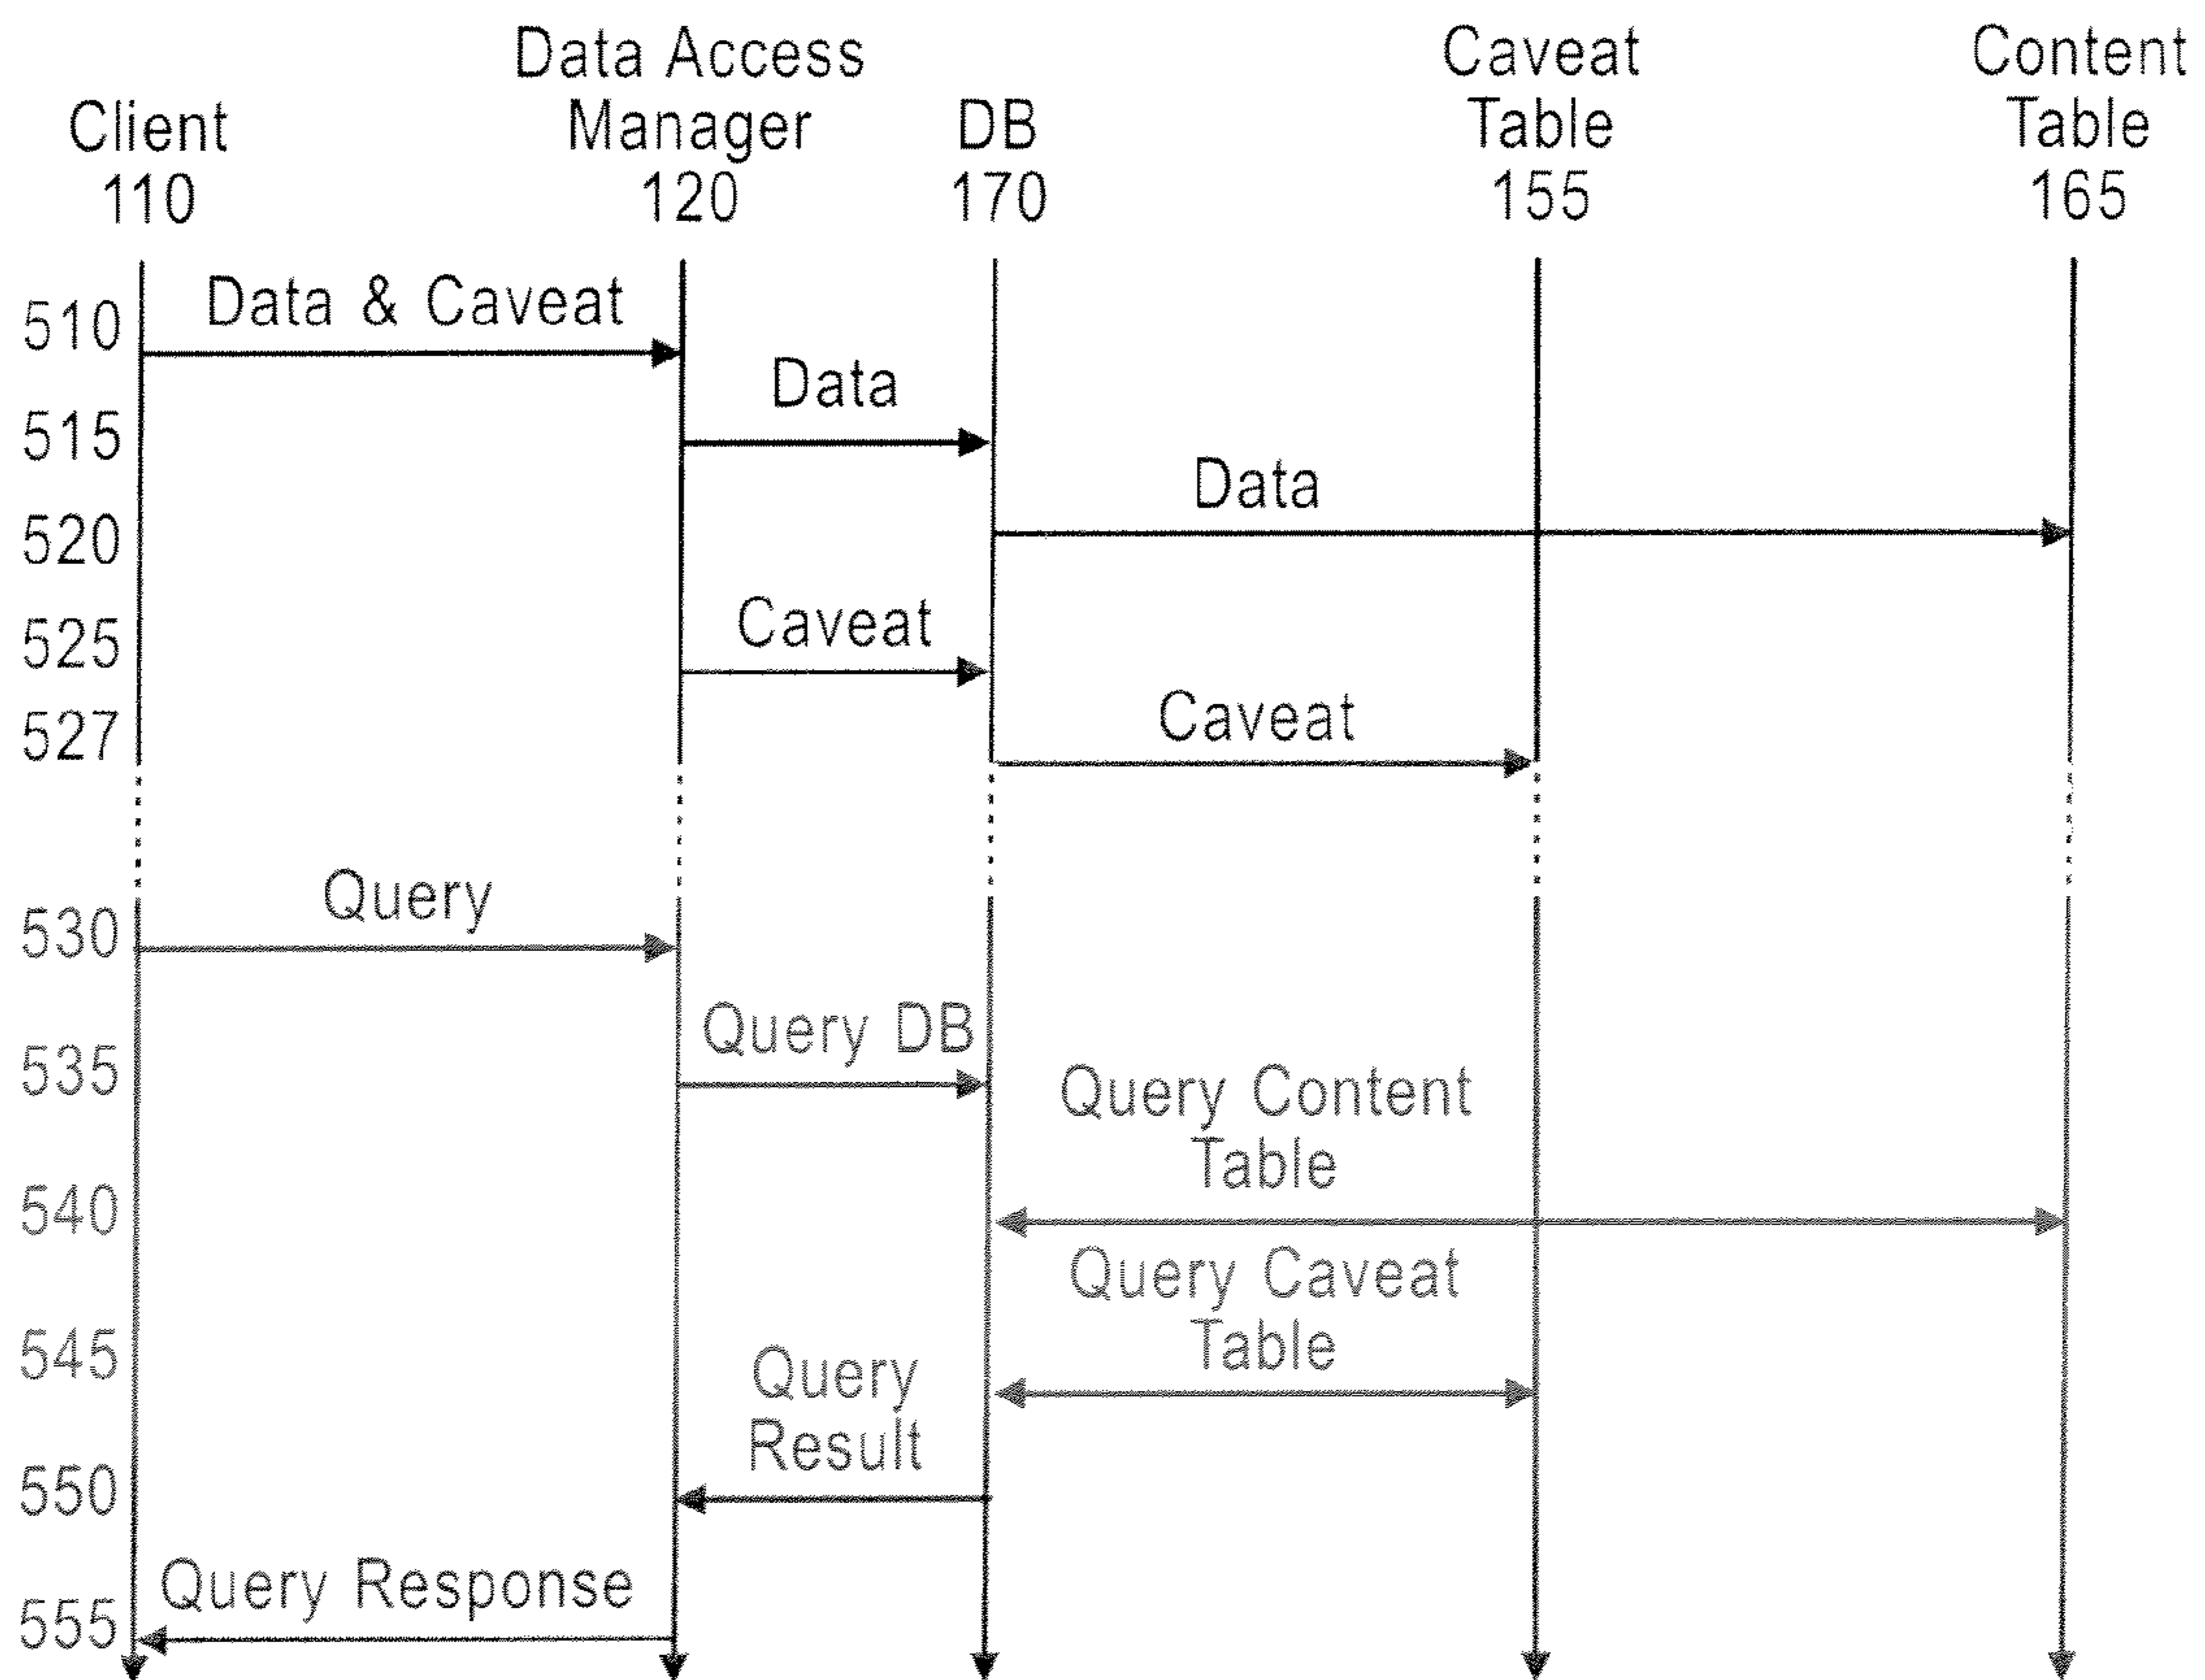 Data Access
Caveat
Content
Client
Manager
DB
Table
Table
110
120
170
155
165
510
Data & Caveat
515
Data
520
Data
525
Caveat
527
Caveat
530
Query
535
Query DB
Query Content
Table
540
Query Caveat
Table
545
Query
Result
550
Query Response
555